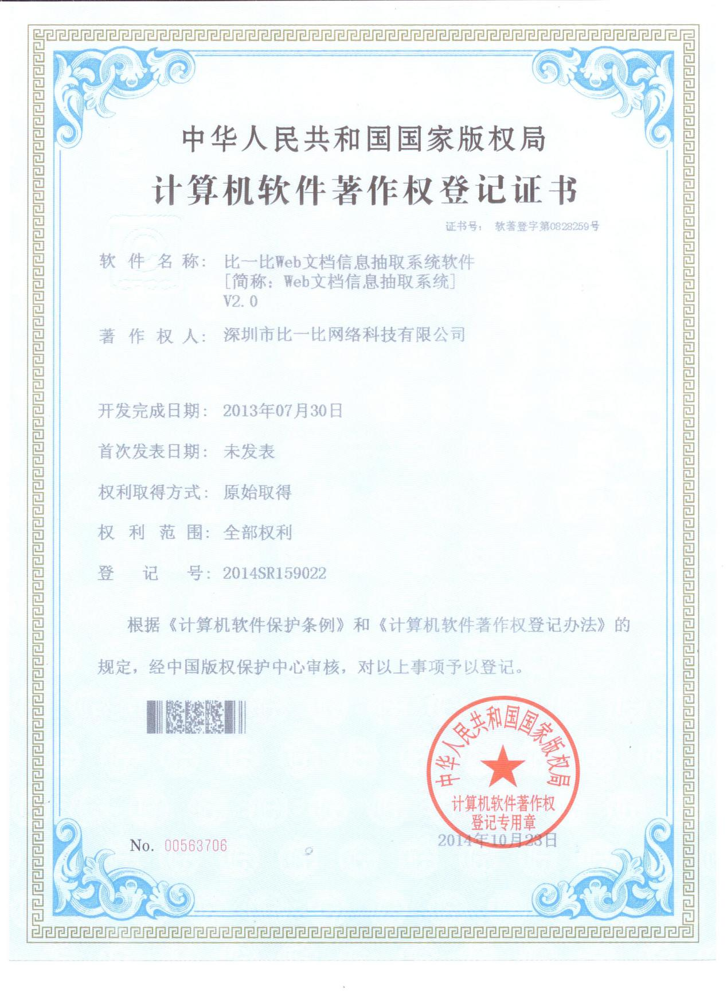 中华人民共和国国家版权局
计算机软件著作权登记证书
证书号： 软著登字第0828259号
软件名称： 比一比Web文档信息抽取系统软件
[简称：Web文档信息抽取系统]
V2.0
著作权人： 深圳市比一比网络科技有限公司
开发完成日期： 2013年07月30日
首次发表日期： 未发表
权利取得方式： 原始取得
权利范围： 全部权利
登记号： 2014SR159022
根据《计算机软件保护条例》和《计算机软件著作权登记办法》的
规定，经中国版权保护中心审核，对以上事项予以登记。
中华人民共和国国家版权局
计算机软件著作权
登记专用章
No. 00563706
2014年10月23日